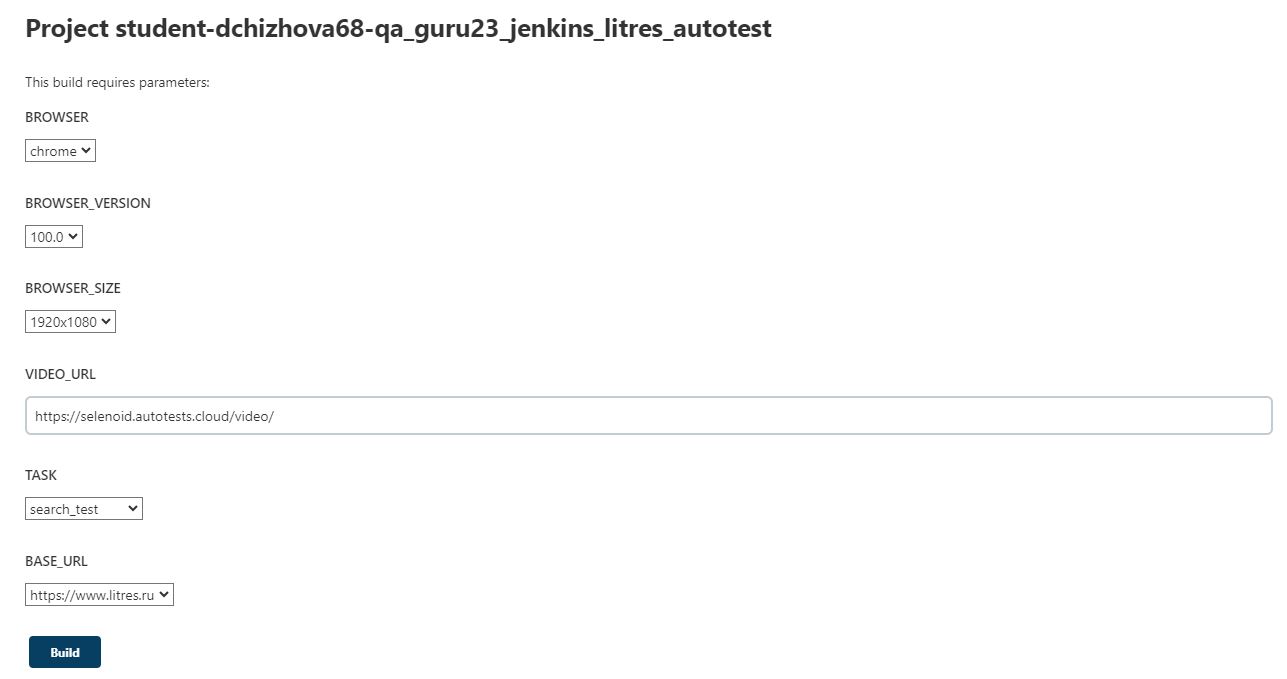 Project student-dchizhova68-qa_guru23_jenkins_litres_autotest
This build requires parameters:
BROWSER
chrome
BROWSER_VERSION
100.0
BROWSER_SIZE
1920x1080
VIDEO_URL
https://selenoid.autotests.cloud/video/
TASK
search_test
BASE_URL
https://www.litres.ru
Build